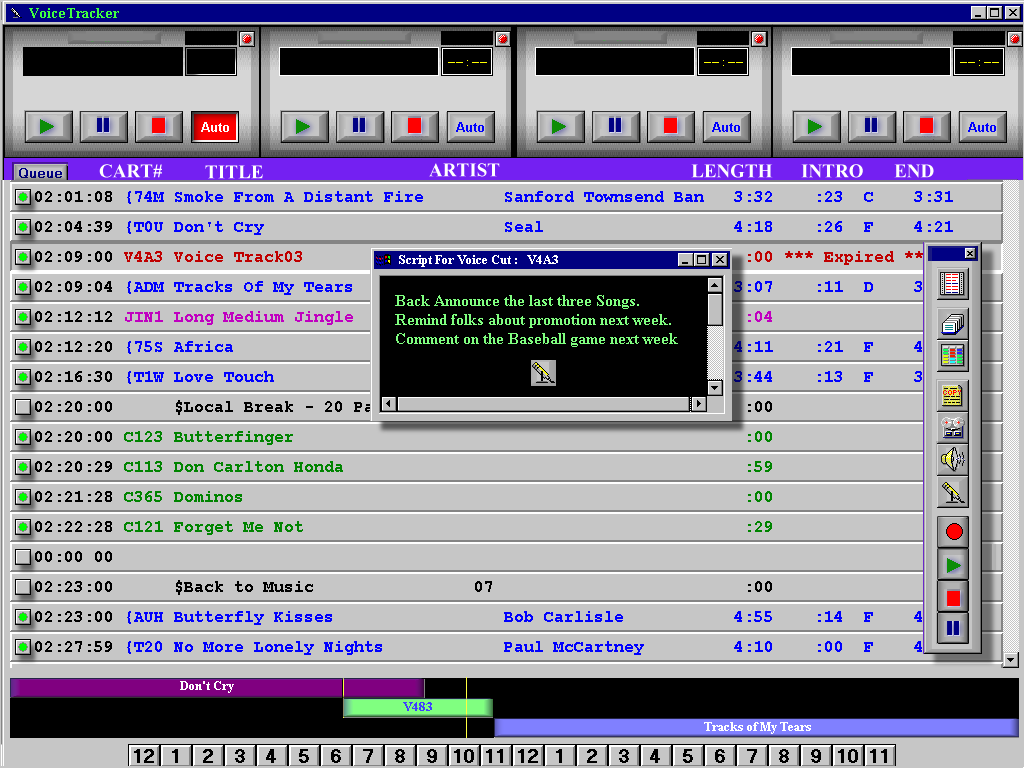 VoiceTracker
--:-- --:-- --:--
Auto Auto Auto Auto
Queue CART# TITLE ARTIST LENGTH INTRO END
02:01:08 {74M Smoke From A Distant Fire Sanford Townsend Ban 3:32 :23 C 3:31
02:04:39 {T0U Don't Cry Seal 4:18 :26 F 4:21
02:09:00 V4A3 Voice Track03 :00 *** Expired **
02:09:04 {ADM Tracks Of My Tears 3:07 :11 D 3
02:12:12 JIN1 Long Medium Jingle :04
02:12:20 {75S Africa 4:11 :21 F 4
02:16:30 {T1W Love Touch 3:44 :13 F 3
02:20:00 $Local Break - 20 Pa :00
02:20:00 C123 Butterfinger :00
02:20:29 C113 Don Carlton Honda :59
02:21:28 C365 Dominos :00
02:22:28 C121 Forget Me Not :29
00:00 00
02:23:00 $Back to Music 07 :00
02:23:00 {AUH Butterfly Kisses Bob Carlisle 4:55 :14 F 4
02:27:59 {T20 No More Lonely Nights Paul McCartney 4:10 :00 F 4
Script For Voice Cut : V4A3
Back Announce the last three Songs.
Remind folks about promotion next week.
Comment on the Baseball game next week
COPY
Don't Cry
V483
Tracks of My Tears
12 1 2 3 4 5 6 7 8 9 10 11 12 1 2 3 4 5 6 7 8 9 10 11